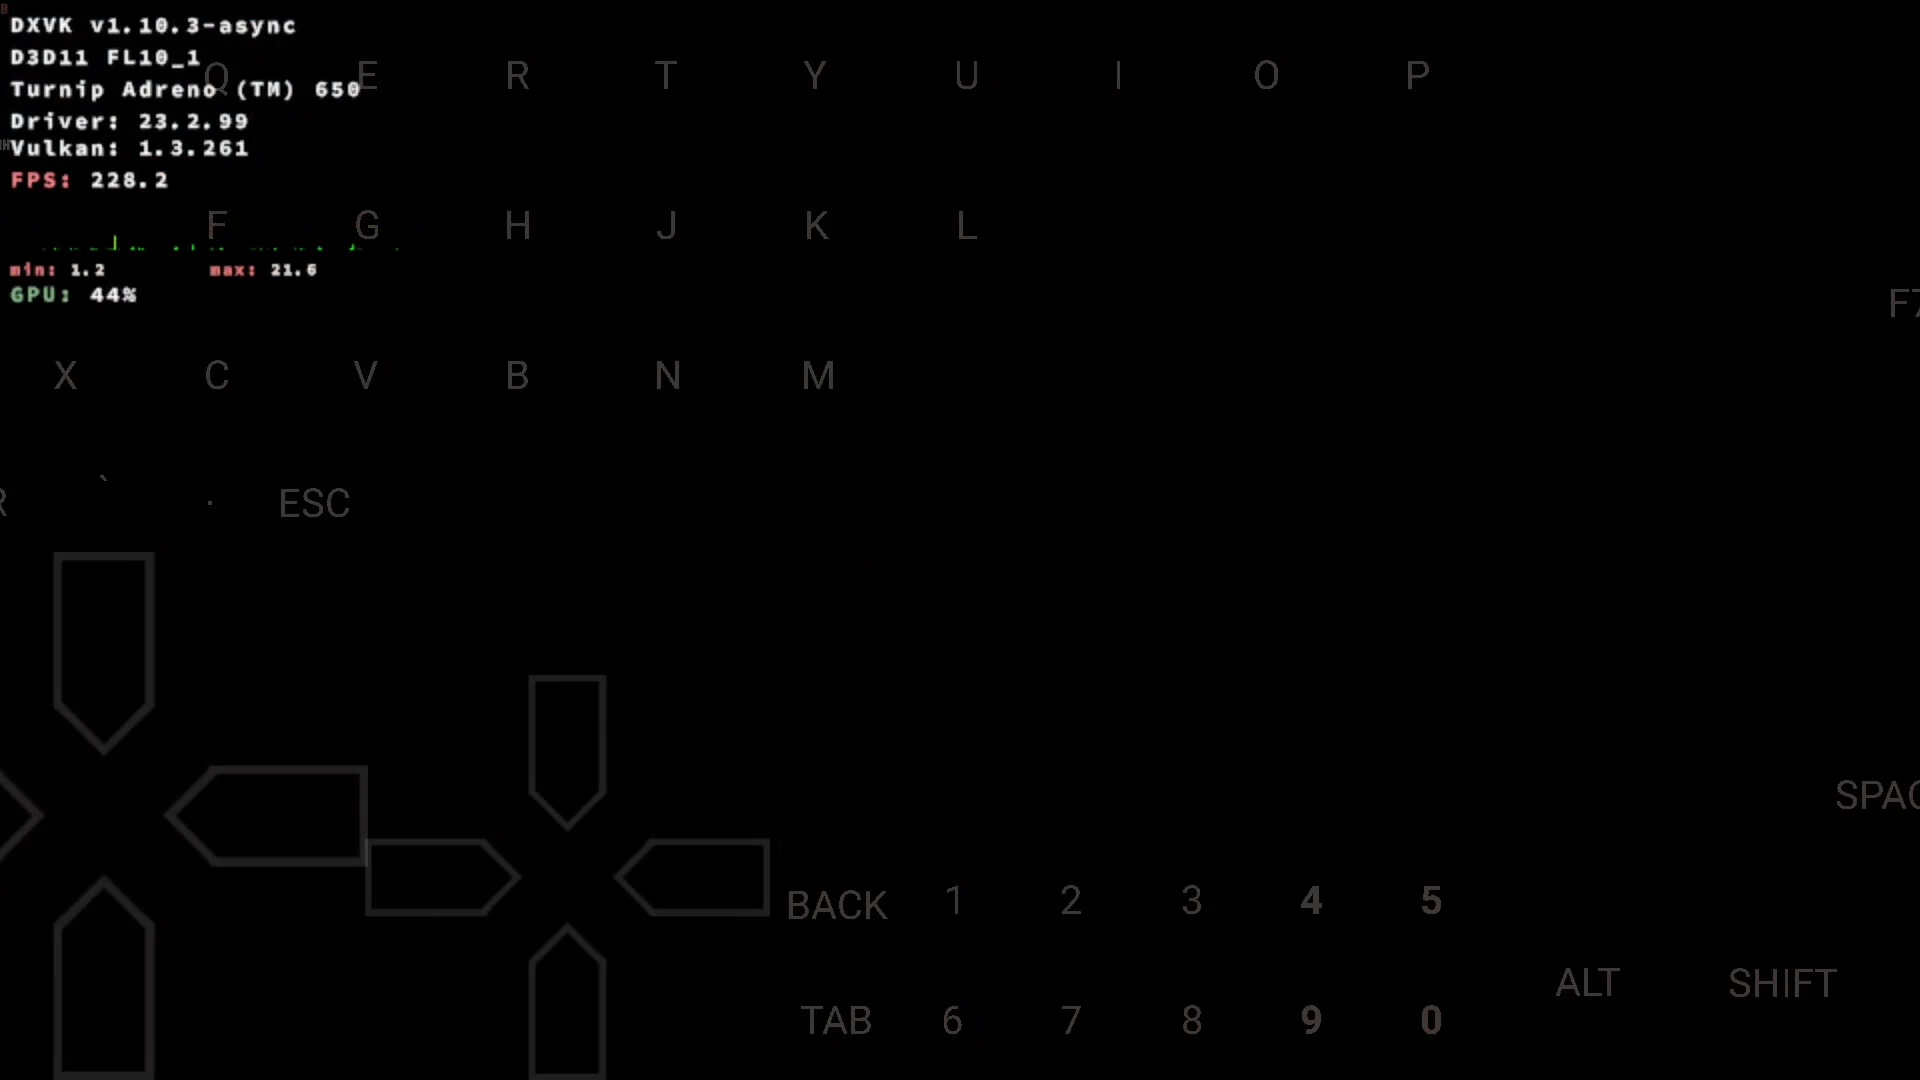 DXVK v1.10.3-async
D3D11 FL10_1
Q E R T Y U I O P
Turnip Adreno (TM) 650
Driver: 23.2.99
Vulkan: 1.3.261
FPS: 228.2
F G H J K L
min: 1.2 max: 21.6
GPU: 44%
F7
X C V B N M
R ` . ESC
SPAC
BACK 1 2 3 4 5
ALT SHIFT
TAB 6 7 8 9 0